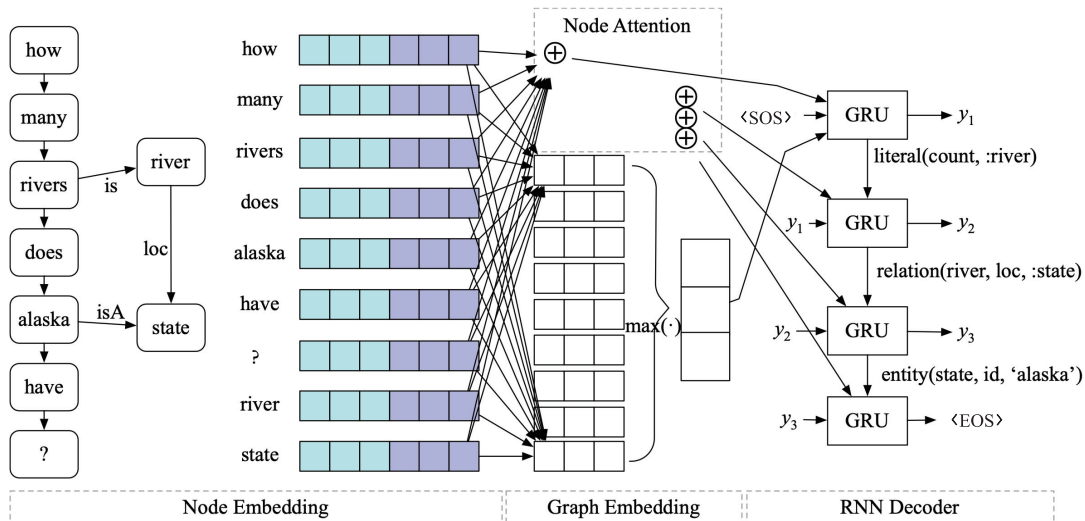 how
many
rivers
does
alaska
have
?
is
river
loc
isA
state
how
many
rivers
does
alaska
have
?
river
state
Node Attention
max(·)
<SOS>
GRU
y1
literal(count, :river)
y1
GRU
y2
relation(river, loc, :state)
y2
GRU
y3
entity(state, id, ‘alaska’)
y3
GRU
<EOS>
Node Embedding
Graph Embedding
RNN Decoder